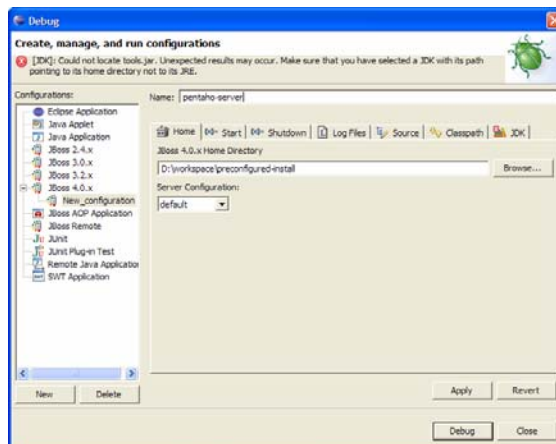 Debug
Create, manage, and run configurations
[JDK]: Could not locate tools.jar. Unexpected results may occur. Make sure that you have selected a JDK with its path
pointing to its home directory not to its JRE.
Configurations:
Eclipse Application
Java Applet
Java Application
JBoss 2.4.x
JBoss 3.0.x
JBoss 3.2.x
JBoss 4.0.x
New_configuration
JBoss AOP Application
JBoss Remote
JUnit
JUnit Plug-in Test
Remote Java Application
SWT Application
New
Delete
Name: pentaho-server
Home
Start
Shutdown
Log Files
Source
Classpath
JDK
JBoss 4.0.x Home Directory
D:\workspace\preconfigured-install
Browse...
Server Configuration:
default
Apply
Revert
Debug
Close